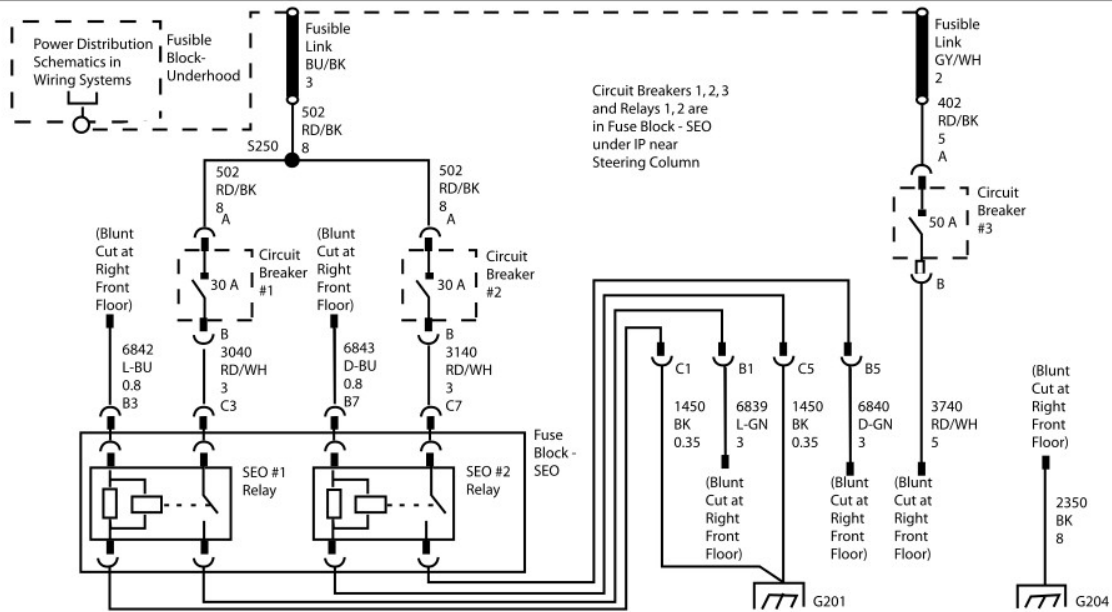 Power Distribution
Schematics in
Wiring Systems
Fusible
Block-
Underhood
Fusible
Link
BU/BK
3
502
RD/BK
8
S250
502
RD/BK
8
A
502
RD/BK
8
A
Circuit Breakers 1, 2, 3
and Relays 1, 2 are
in Fuse Block - SEO
under IP near
Steering Column
Fusible
Link
GY/WH
2
402
RD/BK
5
A
50 A
Circuit
Breaker
#3
B
(Blunt
Cut at
Right
Front
Floor)
30 A
Circuit
Breaker
#1
(Blunt
Cut at
Right
Front
Floor)
30 A
Circuit
Breaker
#2
6842
L-BU
0.8
B3
B
3040
RD/WH
3
C3
6843
D-BU
0.8
B7
B
3140
RD/WH
3
C7
Fuse
Block -
SEO
SEO #1
Relay
SEO #2
Relay
C1
B1
C5
B5
1450
BK
0.35
6839
L-GN
3
1450
BK
0.35
6840
D-GN
3
3740
RD/WH
5
(Blunt
Cut at
Right
Front
Floor)
(Blunt
Cut at
Right
Front
Floor)
(Blunt
Cut at
Right
Front
Floor)
(Blunt
Cut at
Right
Front
Floor)
2350
BK
8
G201
G204